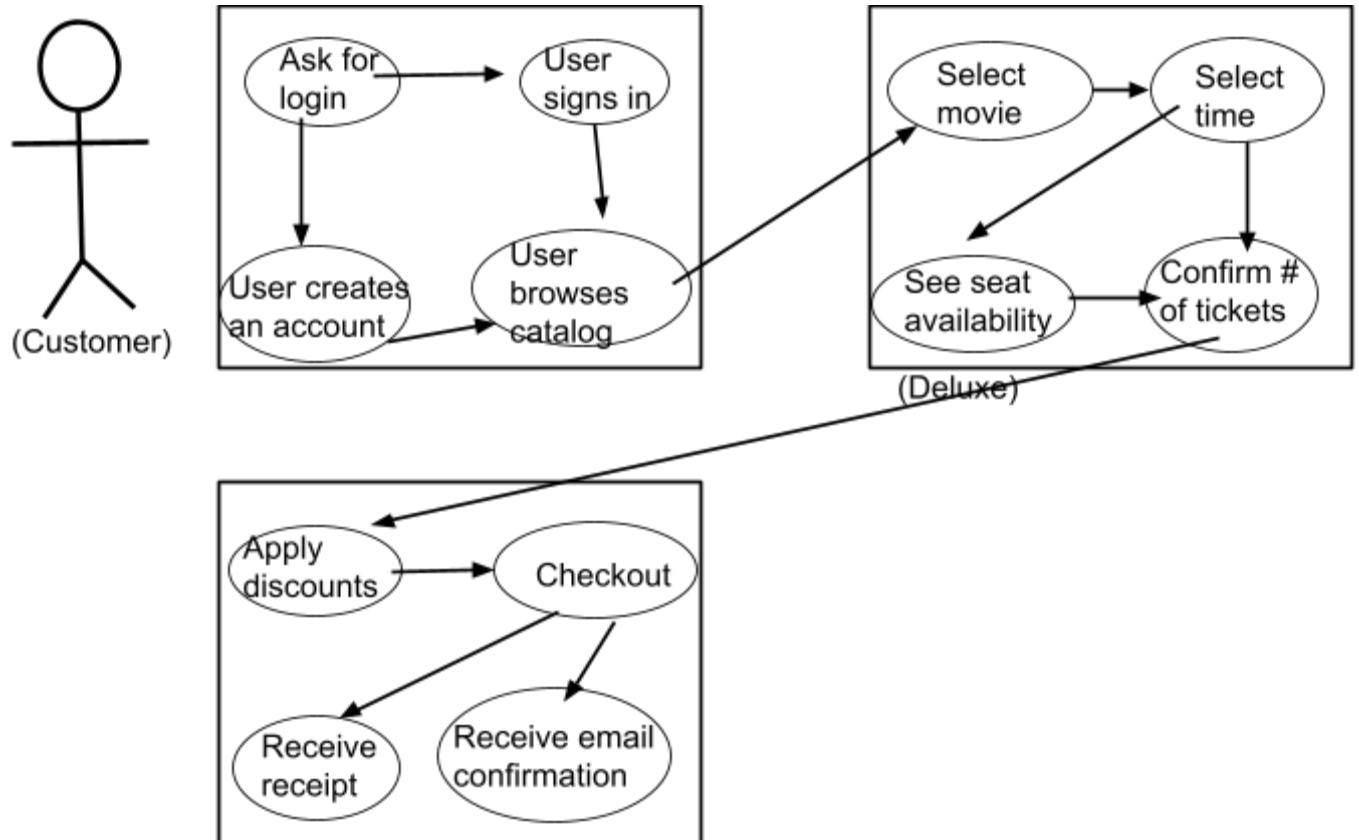 Ask for
login
User
signs in
User creates
an account
User
browses
catalog
(Customer)
Select
movie
Select
time
See seat
availability
Confirm #
of tickets
(Deluxe)
Apply
discounts
Checkout
Receive
receipt
Receive email
confirmation